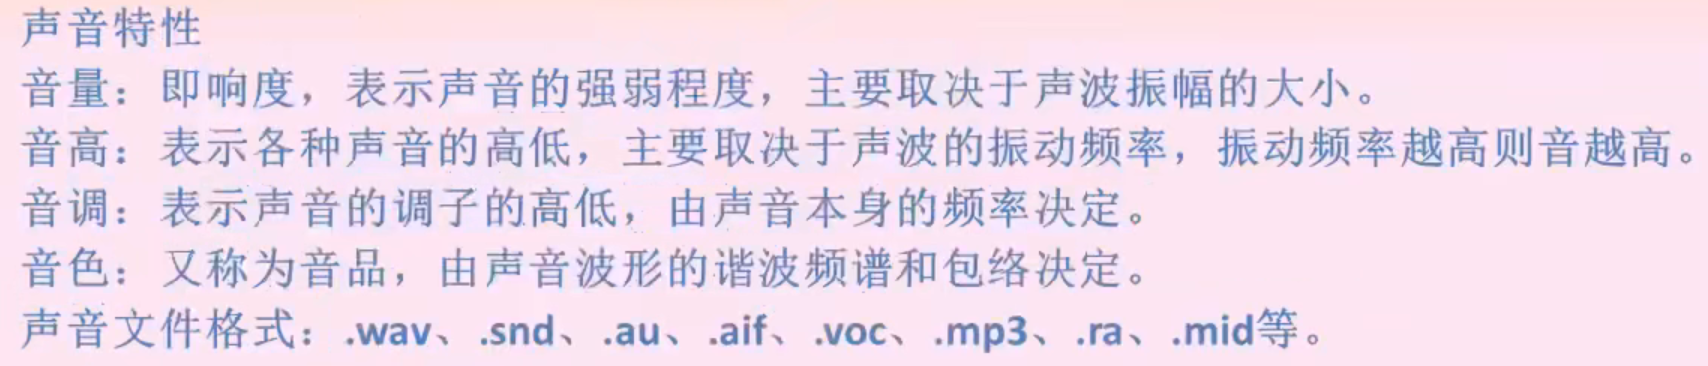 声音特性
音量：即响度，表示声音的强弱程度，主要取决于声波振幅的大小。
音高：表示各种声音的高低，主要取决于声波的振动频率，振动频率越高则音越高。
音调：表示声音的调子的高低，由声音本身的频率决定。
音色：又称为音品，由声音波形的谐波频谱和包络决定。
声音文件格式：.wav、.snd、.au、.aif、.voc、.mp3、.ra、.mid等。